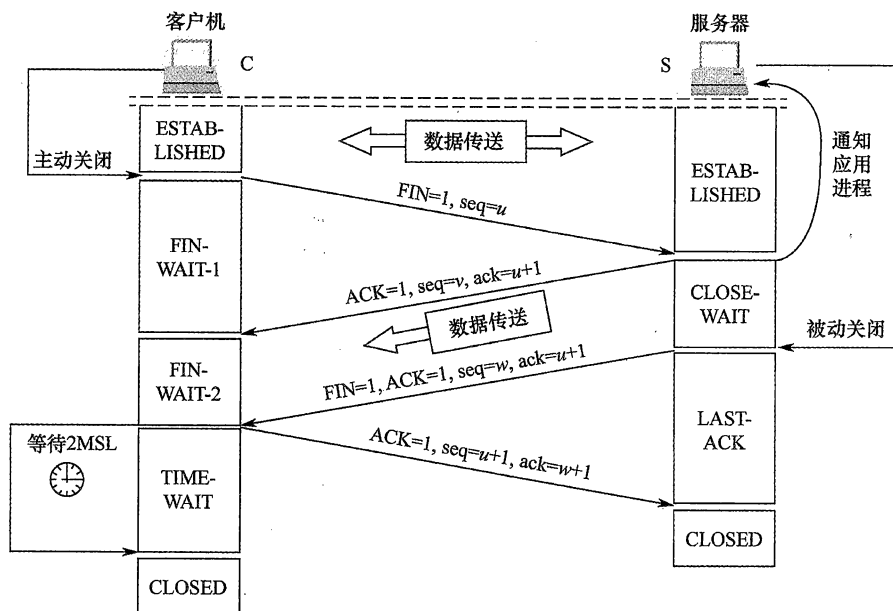 客户机
服务器
C
S
ESTAB-
LISHED
数据传送
主动关闭
通知
应用
进程
ESTAB-
LISHED
FIN=1, seq=u
FIN-
WAIT-1
ACK=1, seq=v, ack=u+1
CLOSE-
WAIT
数据传送
被动关闭
FIN-
WAIT-2
FIN=1, ACK=1, seq=w, ack=u+1
LAST-
ACK
等待2MSL
ACK=1, seq=u+1, ack=w+1
TIME-
WAIT
CLOSED
CLOSED